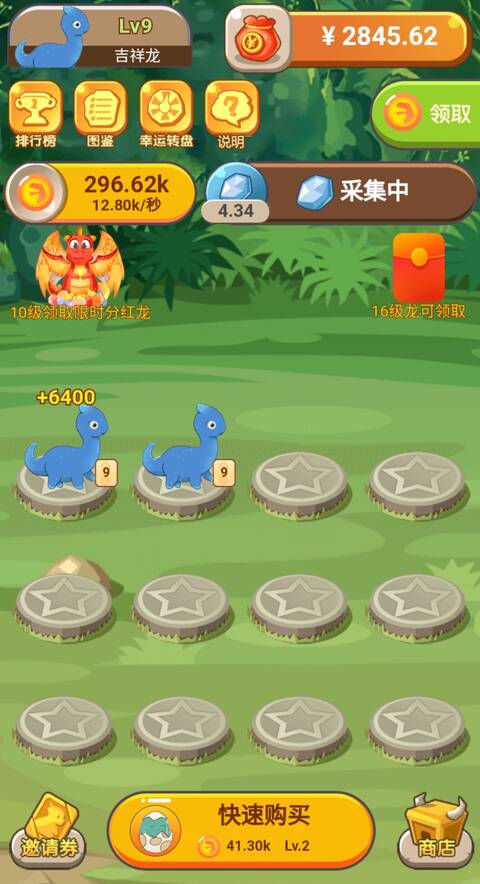 Lv9
吉祥龙
¥ 2845.62
排行榜
图鉴
幸运转盘
说明
领取
296.62k
12.80k/秒
4.34
采集中
10级领取限时分红龙
16级龙可领取
+6400
9
9
快速购买
41.30k Lv.2
邀请券
商店